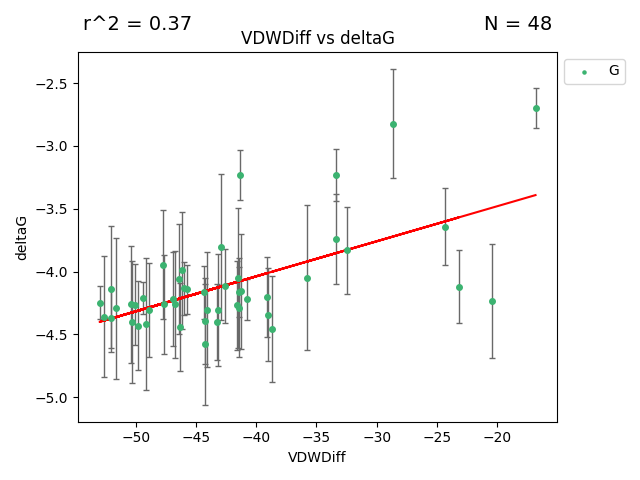 r^2 = 0.37
N = 48
VDWDiff vs deltaG
G
−2.5
−3.0
−3.5
−4.0
−4.5
−5.0
deltaG
−50
−45
−40
−35
−30
−25
−20
VDWDiff